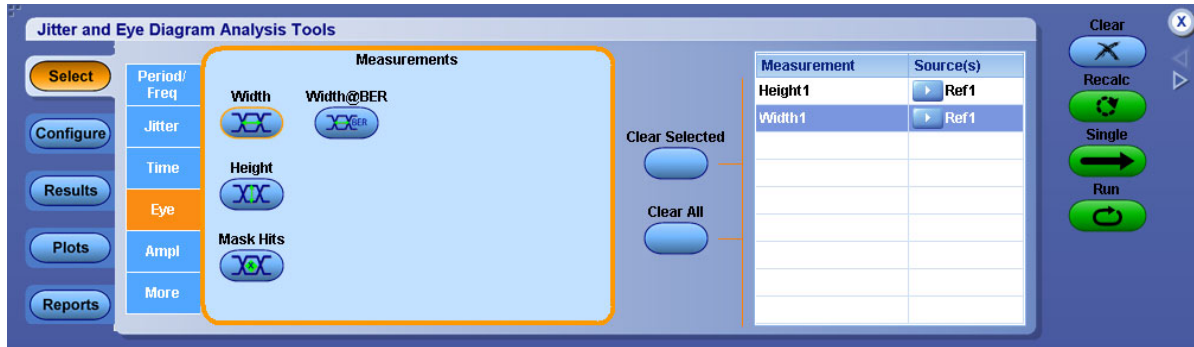 Jitter and Eye Diagram Analysis Tools
Select
Configure
Results
Plots
Reports
Period/
Freq
Jitter
Time
Eye
Ampl
More
Measurements
Width
Width@BER
BER
Height
Mask Hits
Clear Selected
Clear All
Measurement Source(s)
Height1 Ref1
Width1 Ref1
Clear
X
Recalc
Single
Run